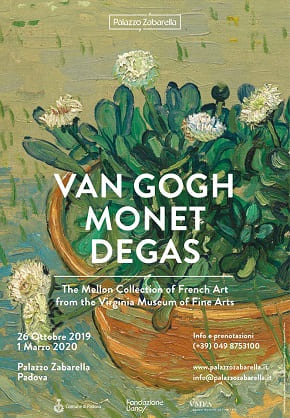 Palazzo Zabarella
VAN GOGH
MONET
DEGAS
The Mellon Collection of French Art
from the Virginia Museum of Fine Arts
26 Ottobre 2019
1 Marzo 2020
Palazzo Zabarella
Padova
Info e prenotazioni
(+39) 049 8753100
www.palazzozabarella.it
info@palazzozabarella.it
Comune di Padova
Fondazione
Bano
VMFA